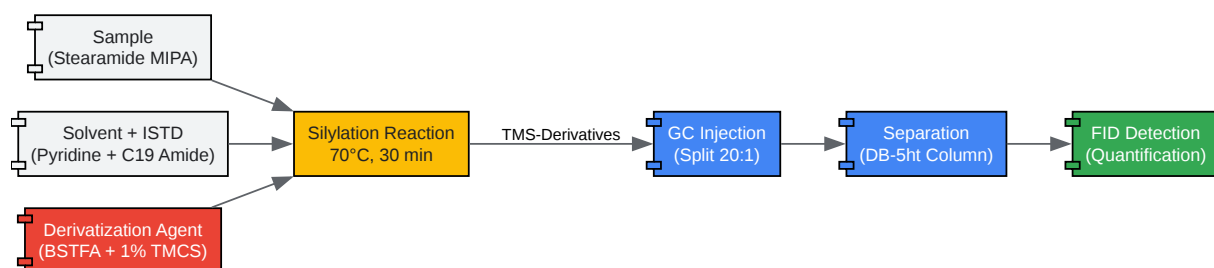 Sample
(Stearamide MIPA)
Solvent + ISTD
(Pyridine + C19 Amide)
Derivatization Agent
(BSTFA + 1% TMCS)
Silylation Reaction
70°C, 30 min
TMS-Derivatives
GC Injection
(Split 20:1)
Separation
(DB-5ht Column)
FID Detection
(Quantification)